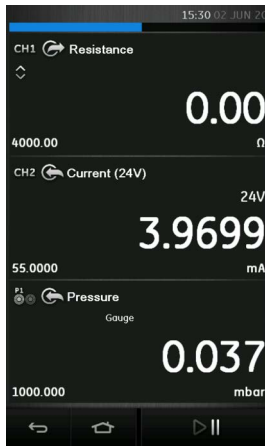 15:30 02 JUN 20
CH1 Resistance
0.00
4000.00 Ω
CH2 Current (24V)
24V
3.9699
55.0000 mA
P1 Pressure
Gauge
0.037
1000.000 mbar